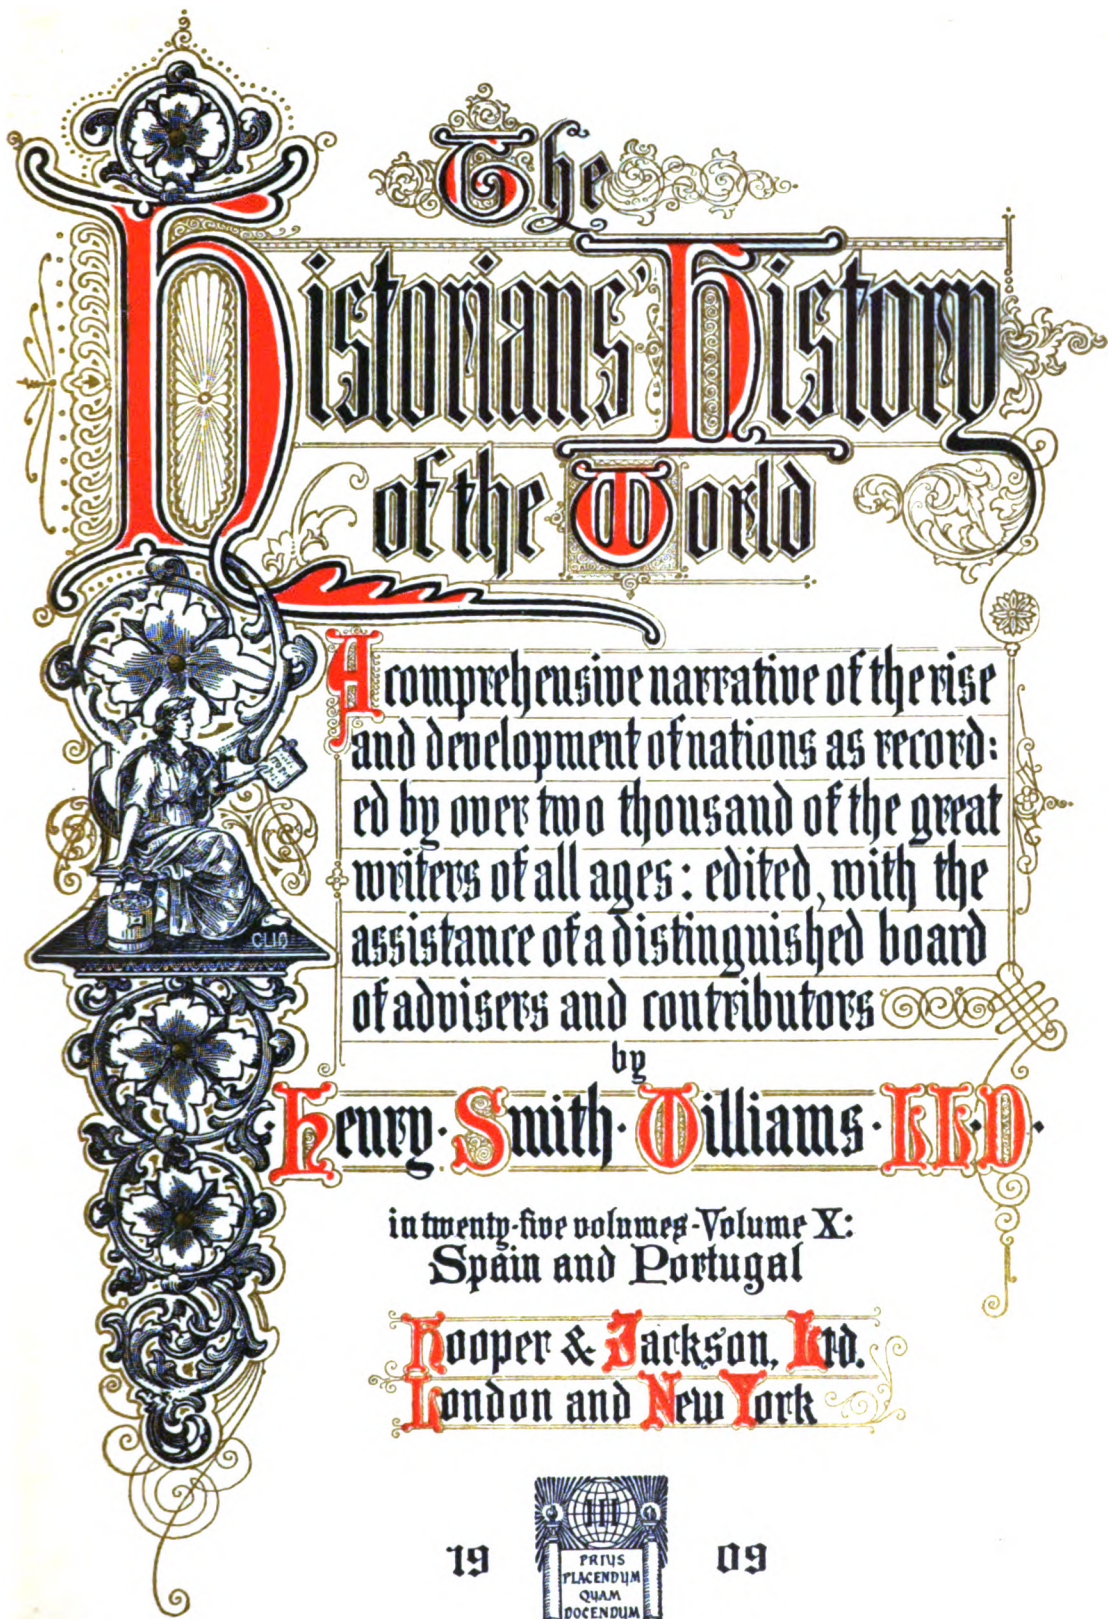 The
Historians' History
of the World
A comprehensive narrative of the rise
and development of nations as record:
ed by over two thousand of the great
writers of all ages: edited, with the
assistance of a distinguished board
of advisers and contributors
by
Henry · Smith · Williams · LL·D ·
in twenty-five volumes - Volume X:
Spain and Portugal
Hooper & Jackson, Ltd.
London and New York
CLIO
19 09
PRIUS
PLACENDUM
QUAM
DOCENDUM